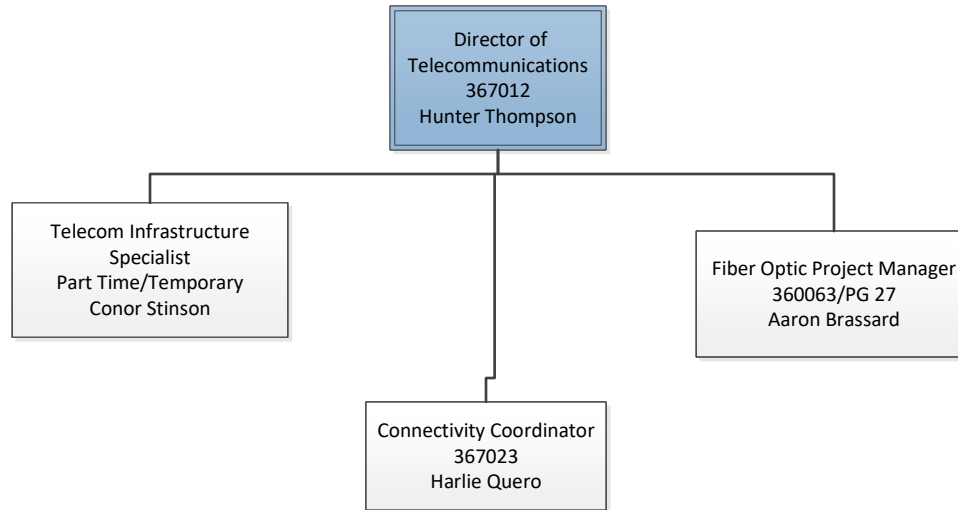 Director of
Telecommunications
367012
Hunter Thompson
Telecom Infrastructure
Specialist
Part Time/Temporary
Conor Stinson
Fiber Optic Project Manager
360063/PG 27
Aaron Brassard
Connectivity Coordinator
367023
Harlie Quero